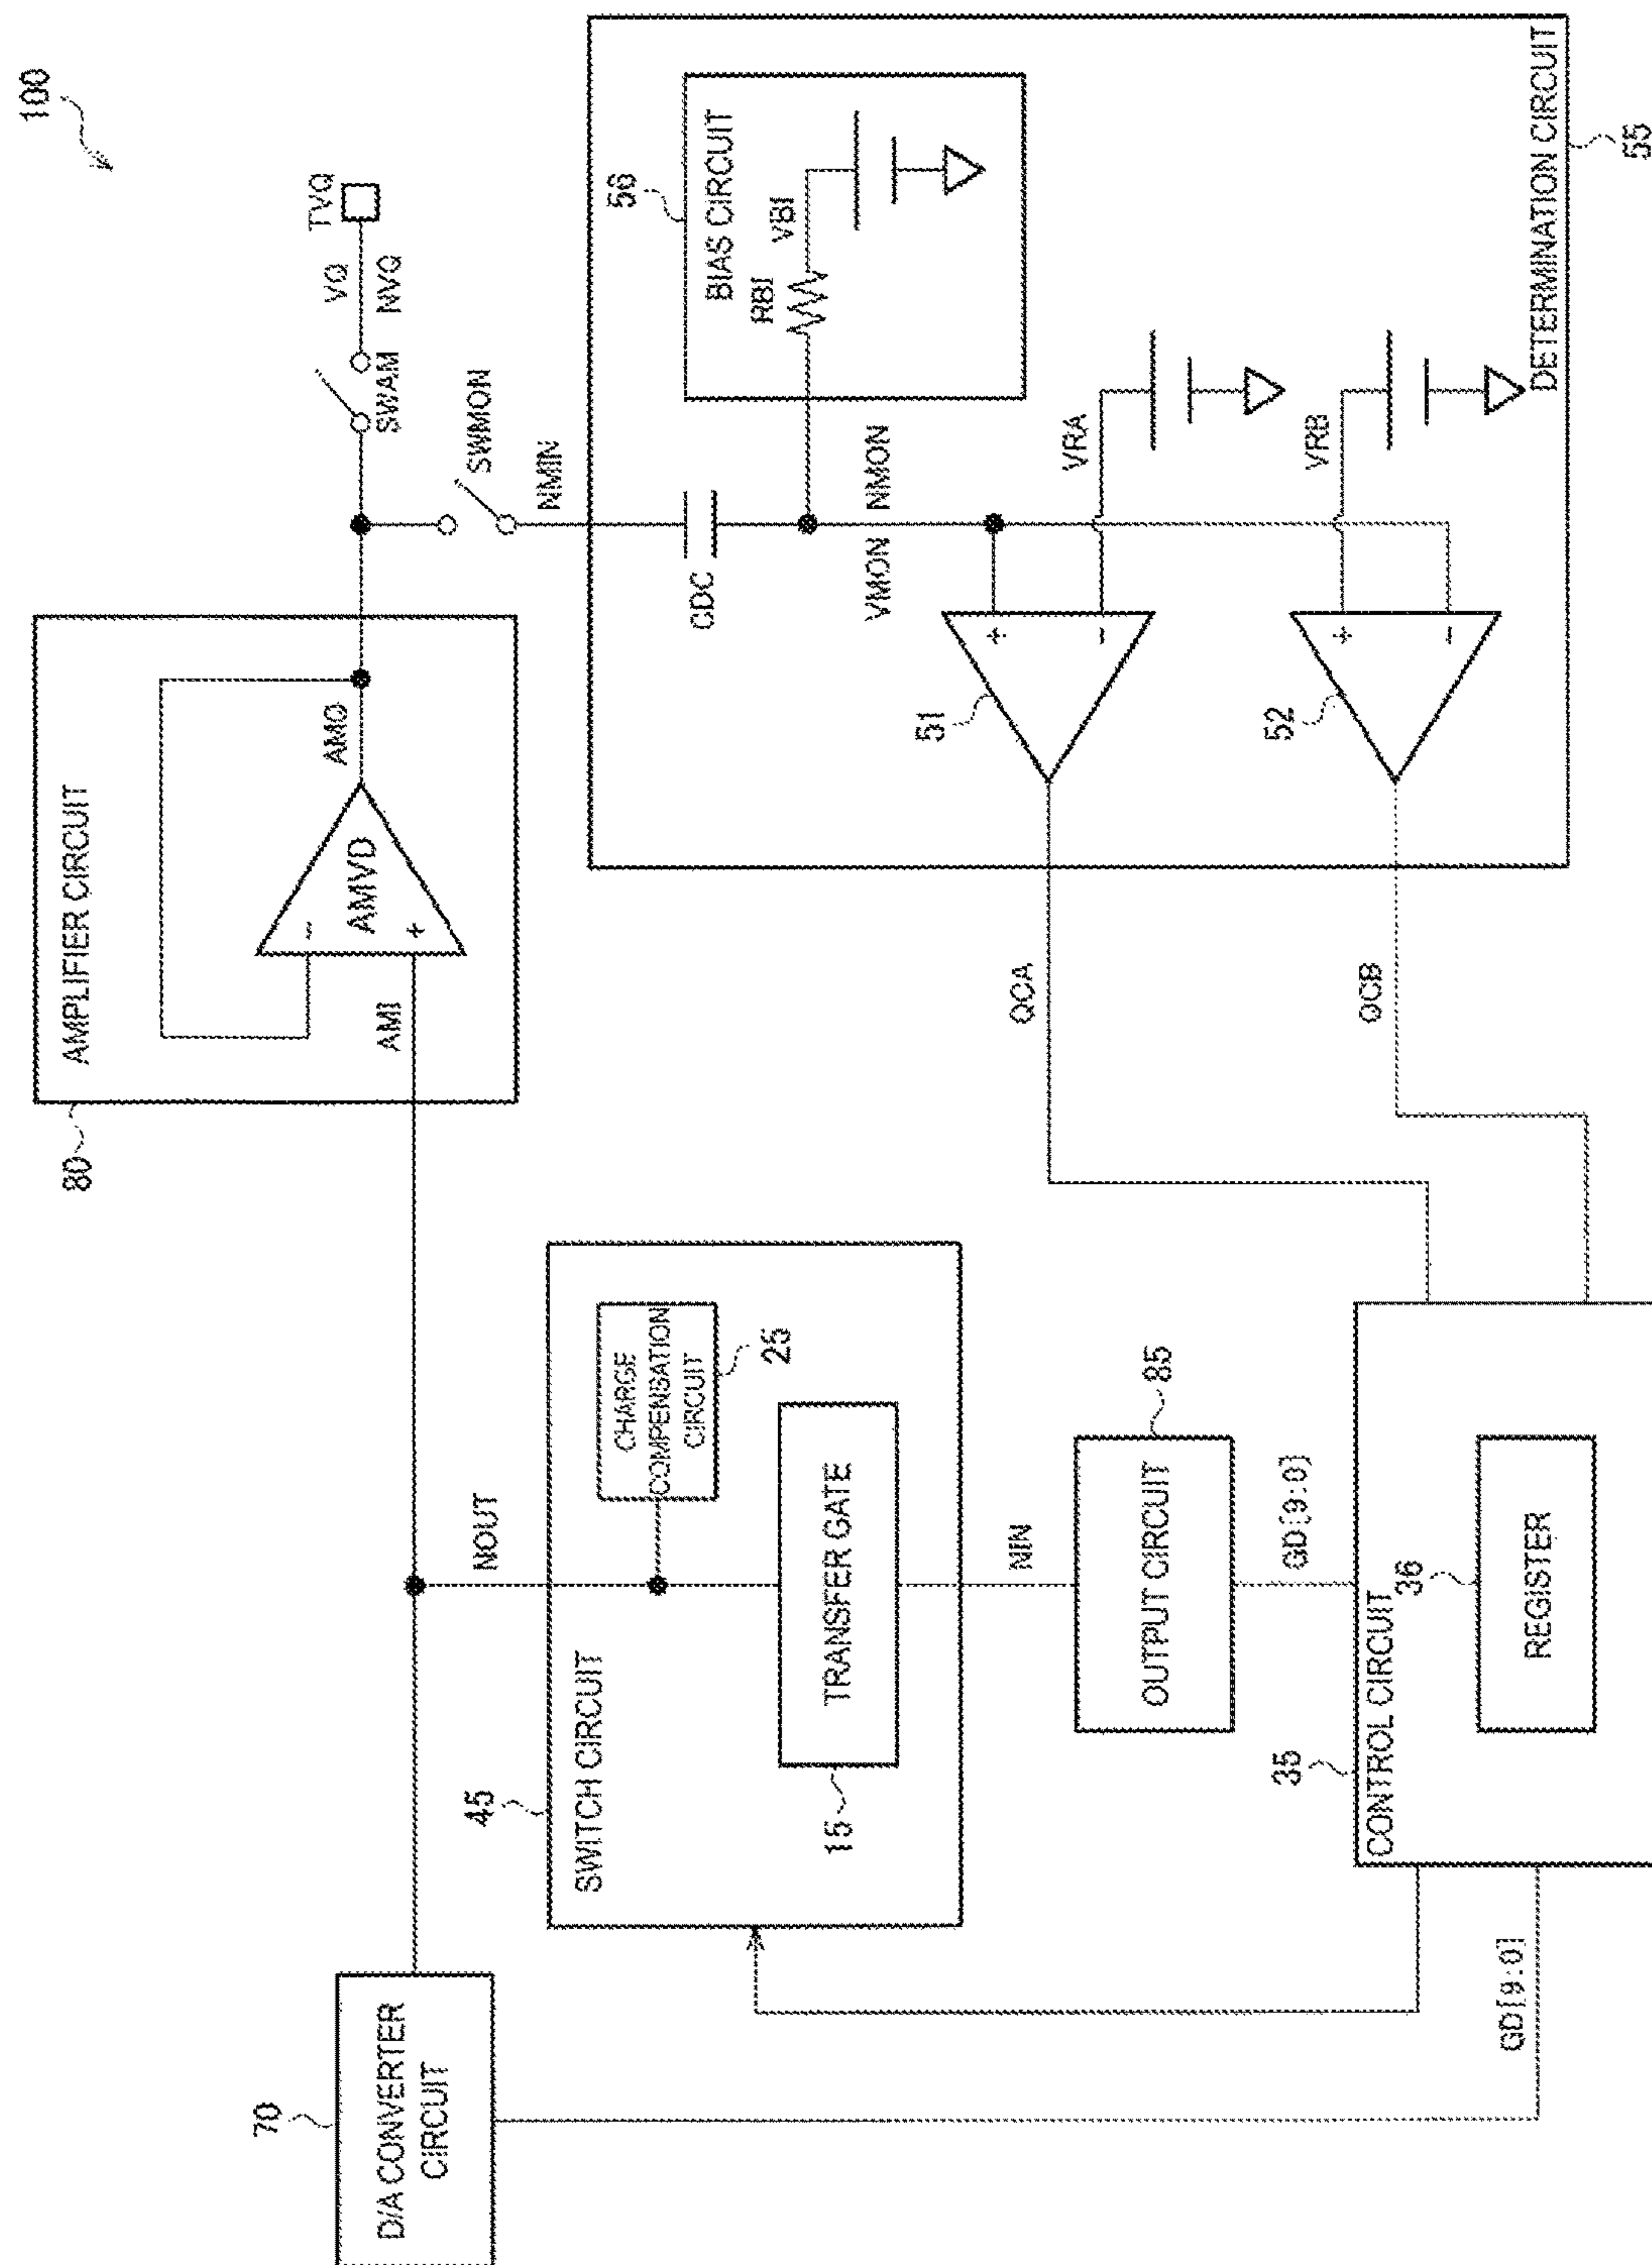 100
70
D/A CONVERTER
CIRCUIT
80
AMPLIFIER CIRCUIT
AMI
-
+
AMVD
AMQ
SWAM
VQ
NVQ
TVQ
SWMON
NMIN
45
SWITCH CIRCUIT
NOUT
CHARGE
COMPENSATION
CIRCUIT
25
TRANSFER GATE
15
NIN
OUTPUT CIRCUIT
85
GD[9:0]
35
CONTROL CIRCUIT
36
REGISTER
GD[9:0]
QCA
QCB
CDC
56
BIAS CIRCUIT
RBI
VBI
VMON
NMON
51
+
-
VRA
52
+
-
VRB
DETERMINATION CIRCUIT
55